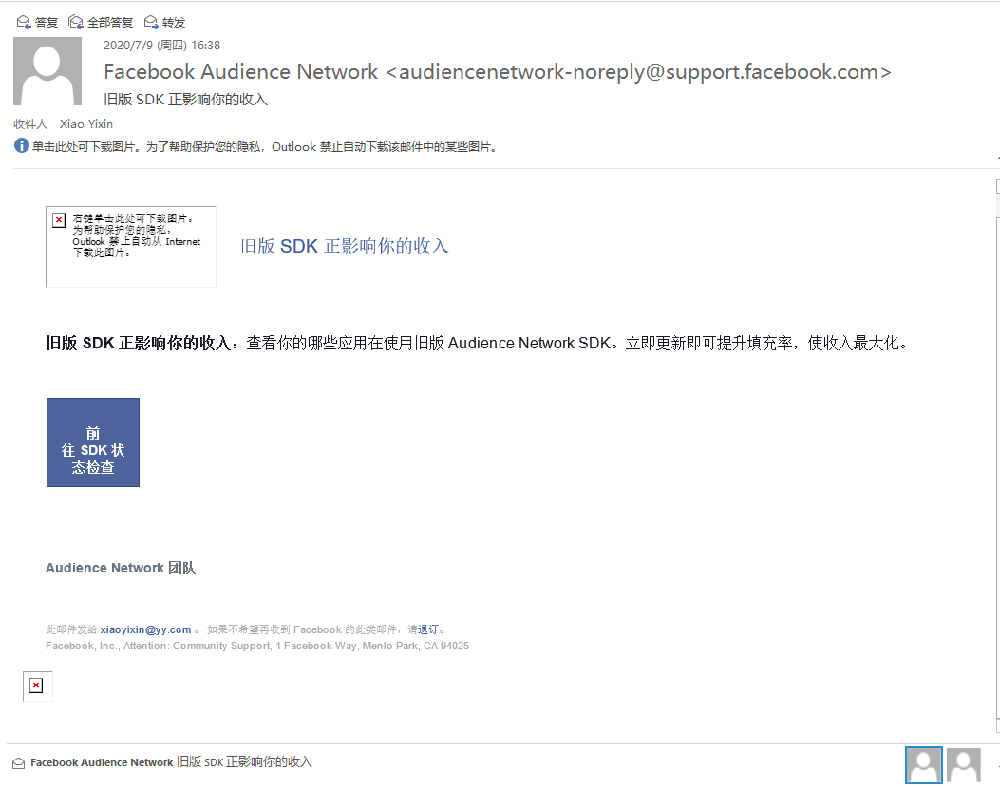 答复 全部答复 转发
2020/7/9 (周四) 16:38
Facebook Audience Network <audiencenetwork-noreply@support.facebook.com>
旧版 SDK 正影响你的收入
收件人 Xiao Yixin
单击此处可下载图片。为了帮助保护您的隐私，Outlook 禁止自动下载该邮件中的某些图片。
右键单击此处可下载图片。
为帮助保护您的隐私，
Outlook 禁止自动从 Internet
下载此图片。
旧版 SDK 正影响你的收入
旧版 SDK 正影响你的收入：查看你的哪些应用在使用旧版 Audience Network SDK。立即更新即可提升填充率，使收入最大化。
前
往 SDK 状
态检查
Audience Network 团队
此邮件发给 xiaoyixin@yy.com 。 如果不希望再收到 Facebook 的此类邮件，请退订。
Facebook, Inc., Attention: Community Support, 1 Facebook Way, Menlo Park, CA 94025
Facebook Audience Network 旧版 SDK 正影响你的收入